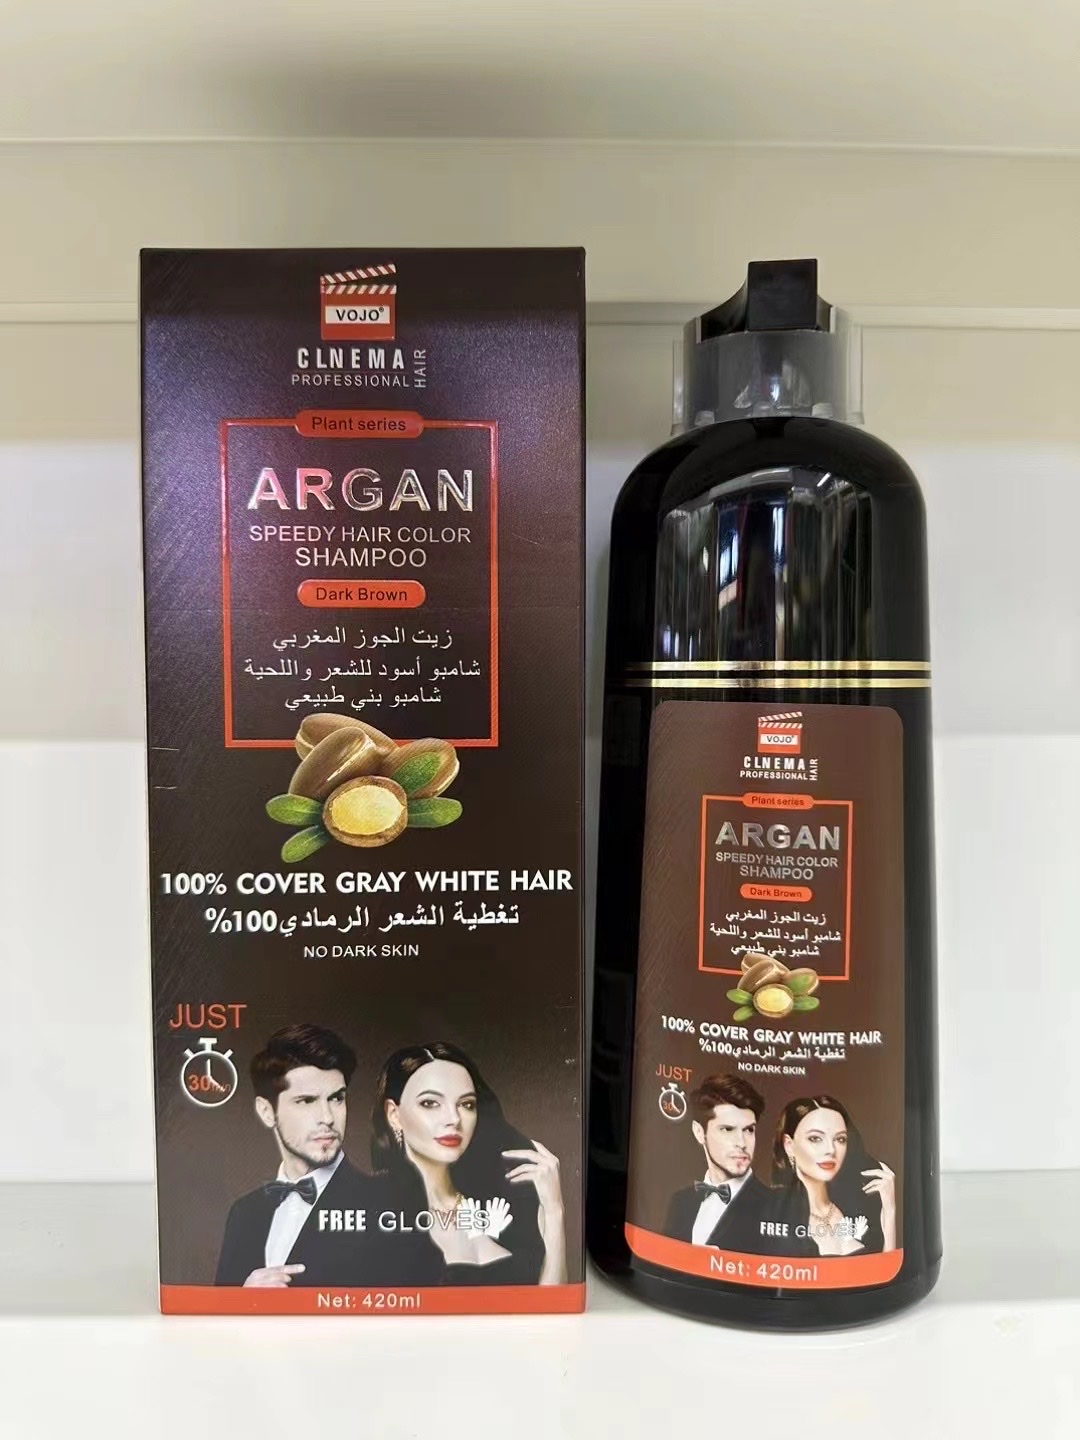 VOJO®
CLNEMA
PROFESSIONAL
HAIR
Plant series
ARGAN
SPEEDY HAIR COLOR
SHAMPOO
Dark Brown
زيت الجوز المغربي
شامبو أسود للشعر واللحية
شامبو بني طبيعي
100% COVER GRAY WHITE HAIR
تغطية الشعر الرمادي100%
NO DARK SKIN
JUST
30min
FREE GLOVES
Net: 420ml
VOJO®
CLNEMA
PROFESSIONAL
HAIR
Plant series
ARGAN
SPEEDY HAIR COLOR
SHAMPOO
Dark Brown
زيت الجوز المغربي
شامبو أسود للشعر واللحية
شامبو بني طبيعي
100% COVER GRAY WHITE HAIR
تغطية الشعر الرمادي100%
NO DARK SKIN
JUST
30
FREE GLOVES
Net: 420ml